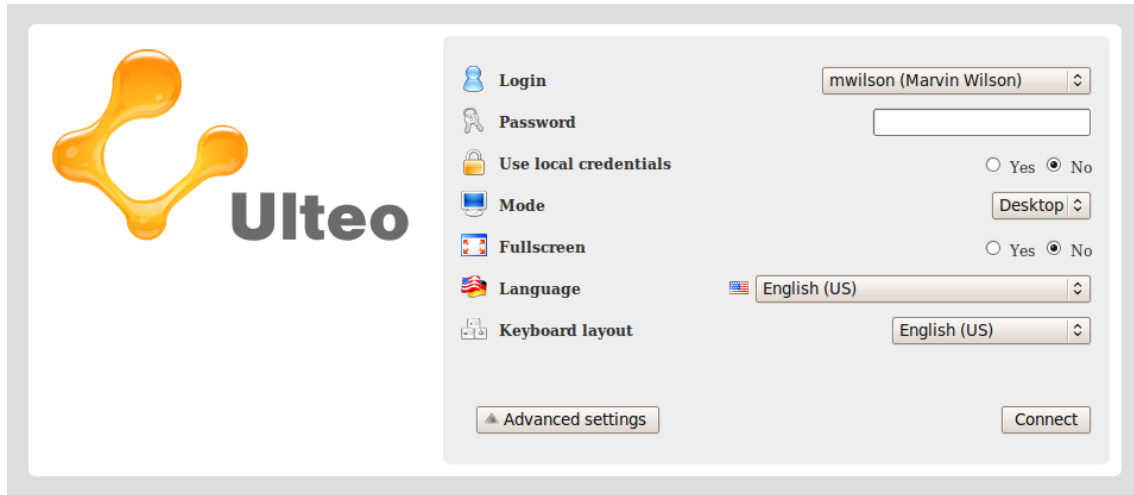 Ulteo
Login mwilson (Marvin Wilson)
Password
Use local credentials Yes No
Mode Desktop
Fullscreen Yes No
Language English (US)
Keyboard layout English (US)
Advanced settings Connect